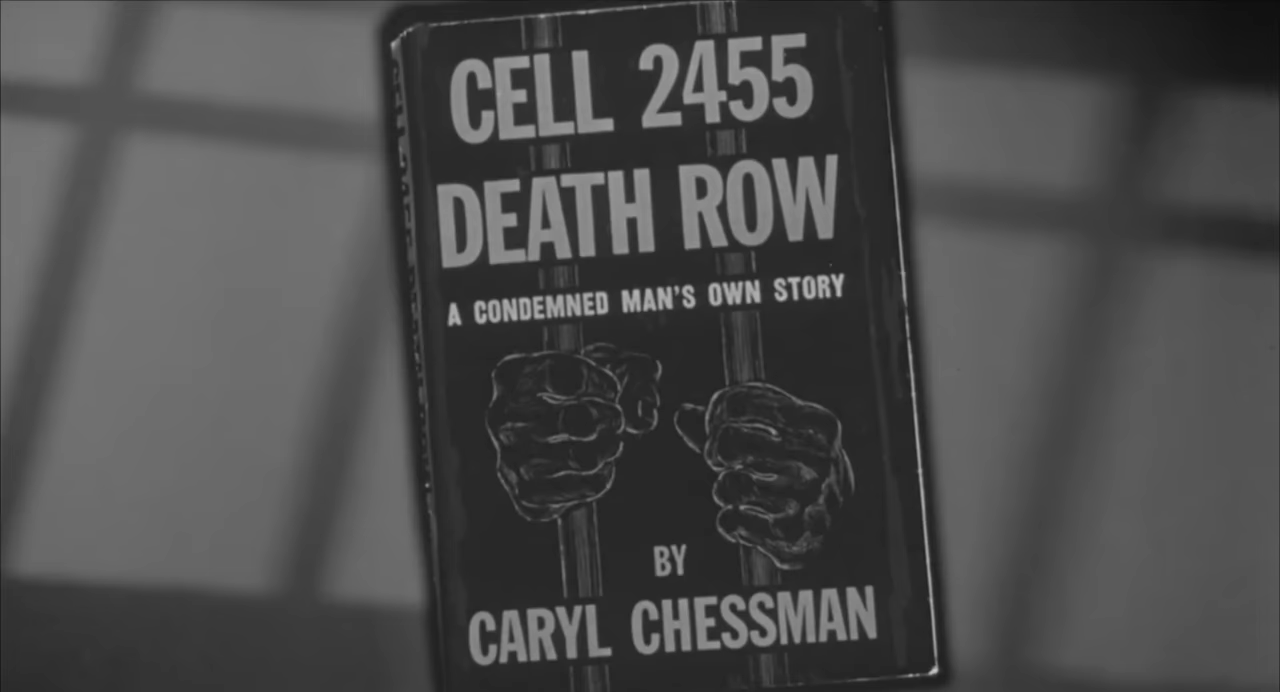 CELL 2455
DEATH ROW
A CONDEMNED MAN'S OWN STORY
BY
CARYL CHESSMAN